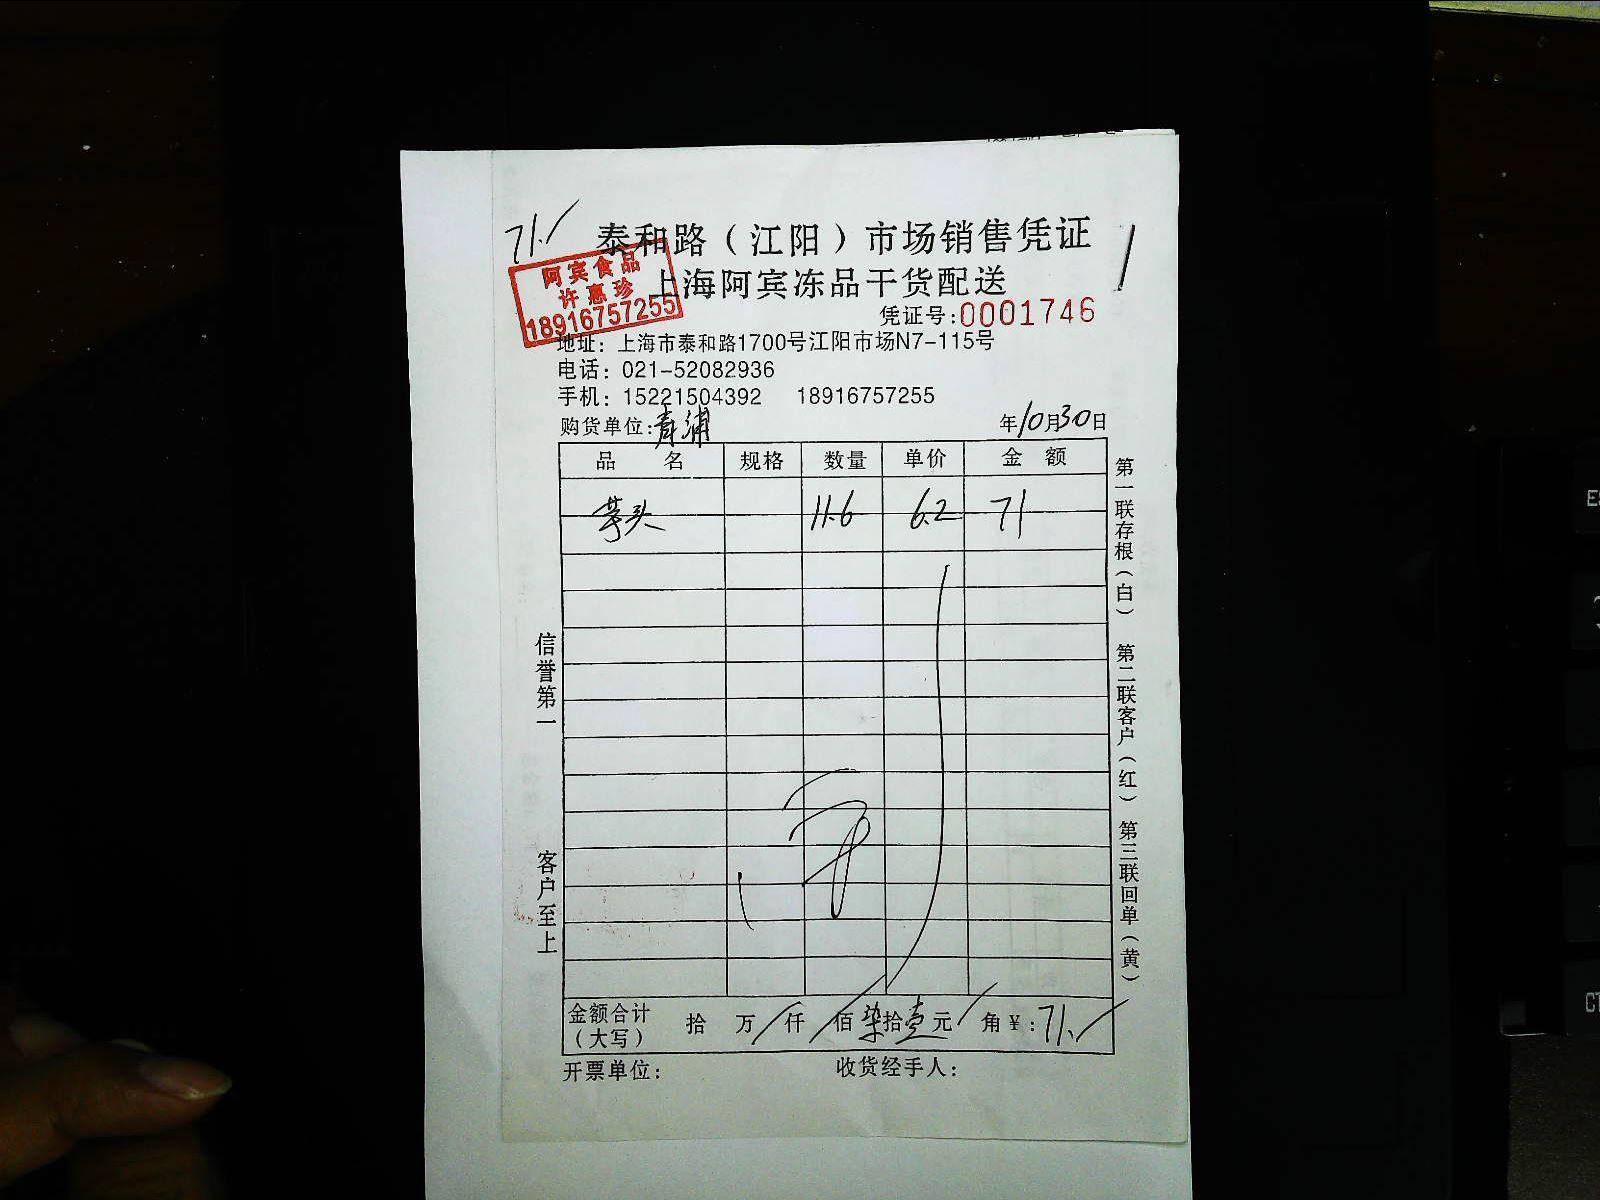 71.
泰和路（江阳）市场销售凭证
上海阿宾冻品干货配送
阿宾食品
许惠珍
18916757255
凭证号:0001746
地址：上海市泰和路1700号江阳市场N7-115号
电话：021-52082936
手机：15221504392 18916757255
购货单位:青浦 年10月30日
品名 规格 数量 单价 金额
芋头 11.6 6.2 71
信誉第一 客户至上
第一联存根（白） 第二联客户（红） 第三联回单（黄）
金额合计（大写） 拾 万 仟 佰 柒拾壹元 角 ¥:71.
开票单位: 收货经手人: